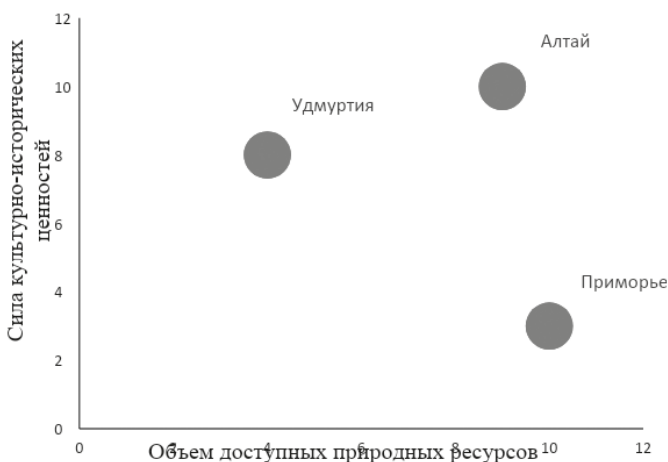 Сила культурно-исторических
ценностей
12
10
8
6
4
2
0
Алтай
Удмуртия
Приморье
0 2 4 6 8 10 12
Объем доступных природных ресурсов